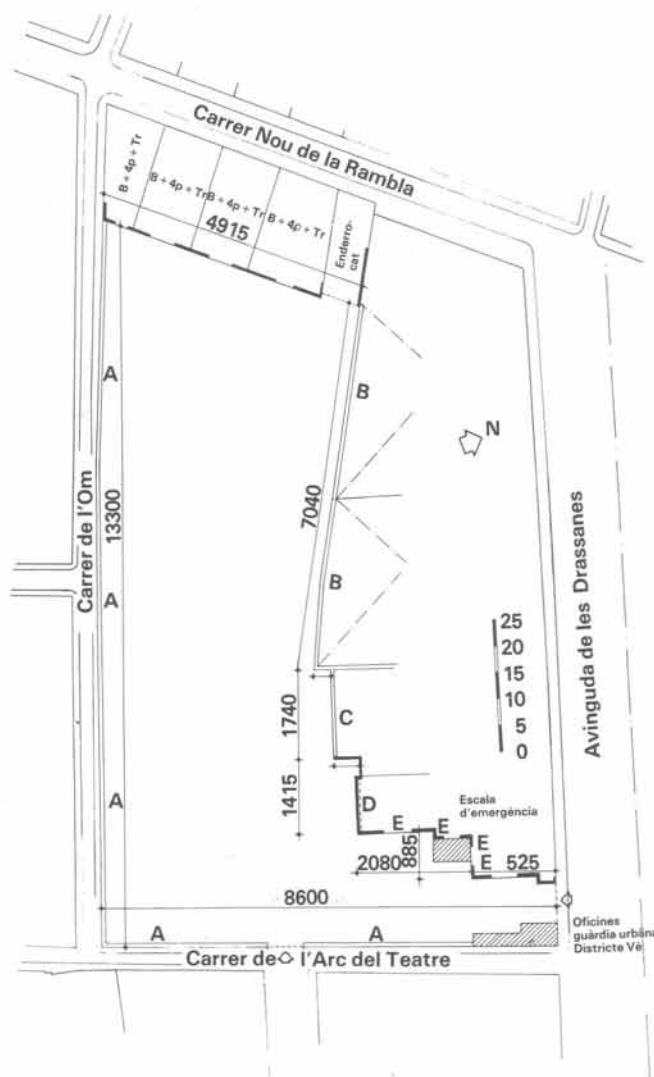 Carrer Nou de la Rambla
B + 4p + Tr
B + 4p + Tr
B + 4p + Tr
B + 4p + Tr
Enderro-
cat
4915
A
B
N
Carrer de l'Om
13300
7040
A
B
Avinguda de les Drassanes
25
20
15
10
5
0
1740
C
1415
A
D
Escala
d'emergència
E
E
E
885
2080
E
525
8600
Oficines
guàrdia urbana
Districte Vè
A
A
Carrer de l'Arc del Teatre